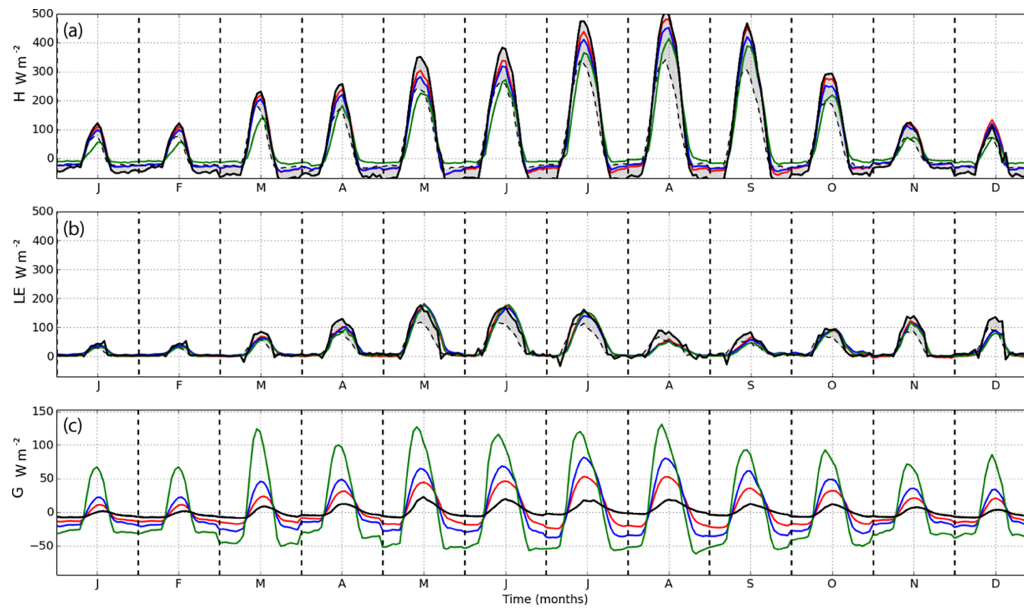 (a)
H W m⁻²
500
400
300
200
100
0
J F M A M J J A S O N D
(b)
LE W m⁻²
500
400
300
200
100
0
J F M A M J J A S O N D
(c)
G W m⁻²
150
100
50
0
−50
J F M A M J J A S O N D
Time (months)